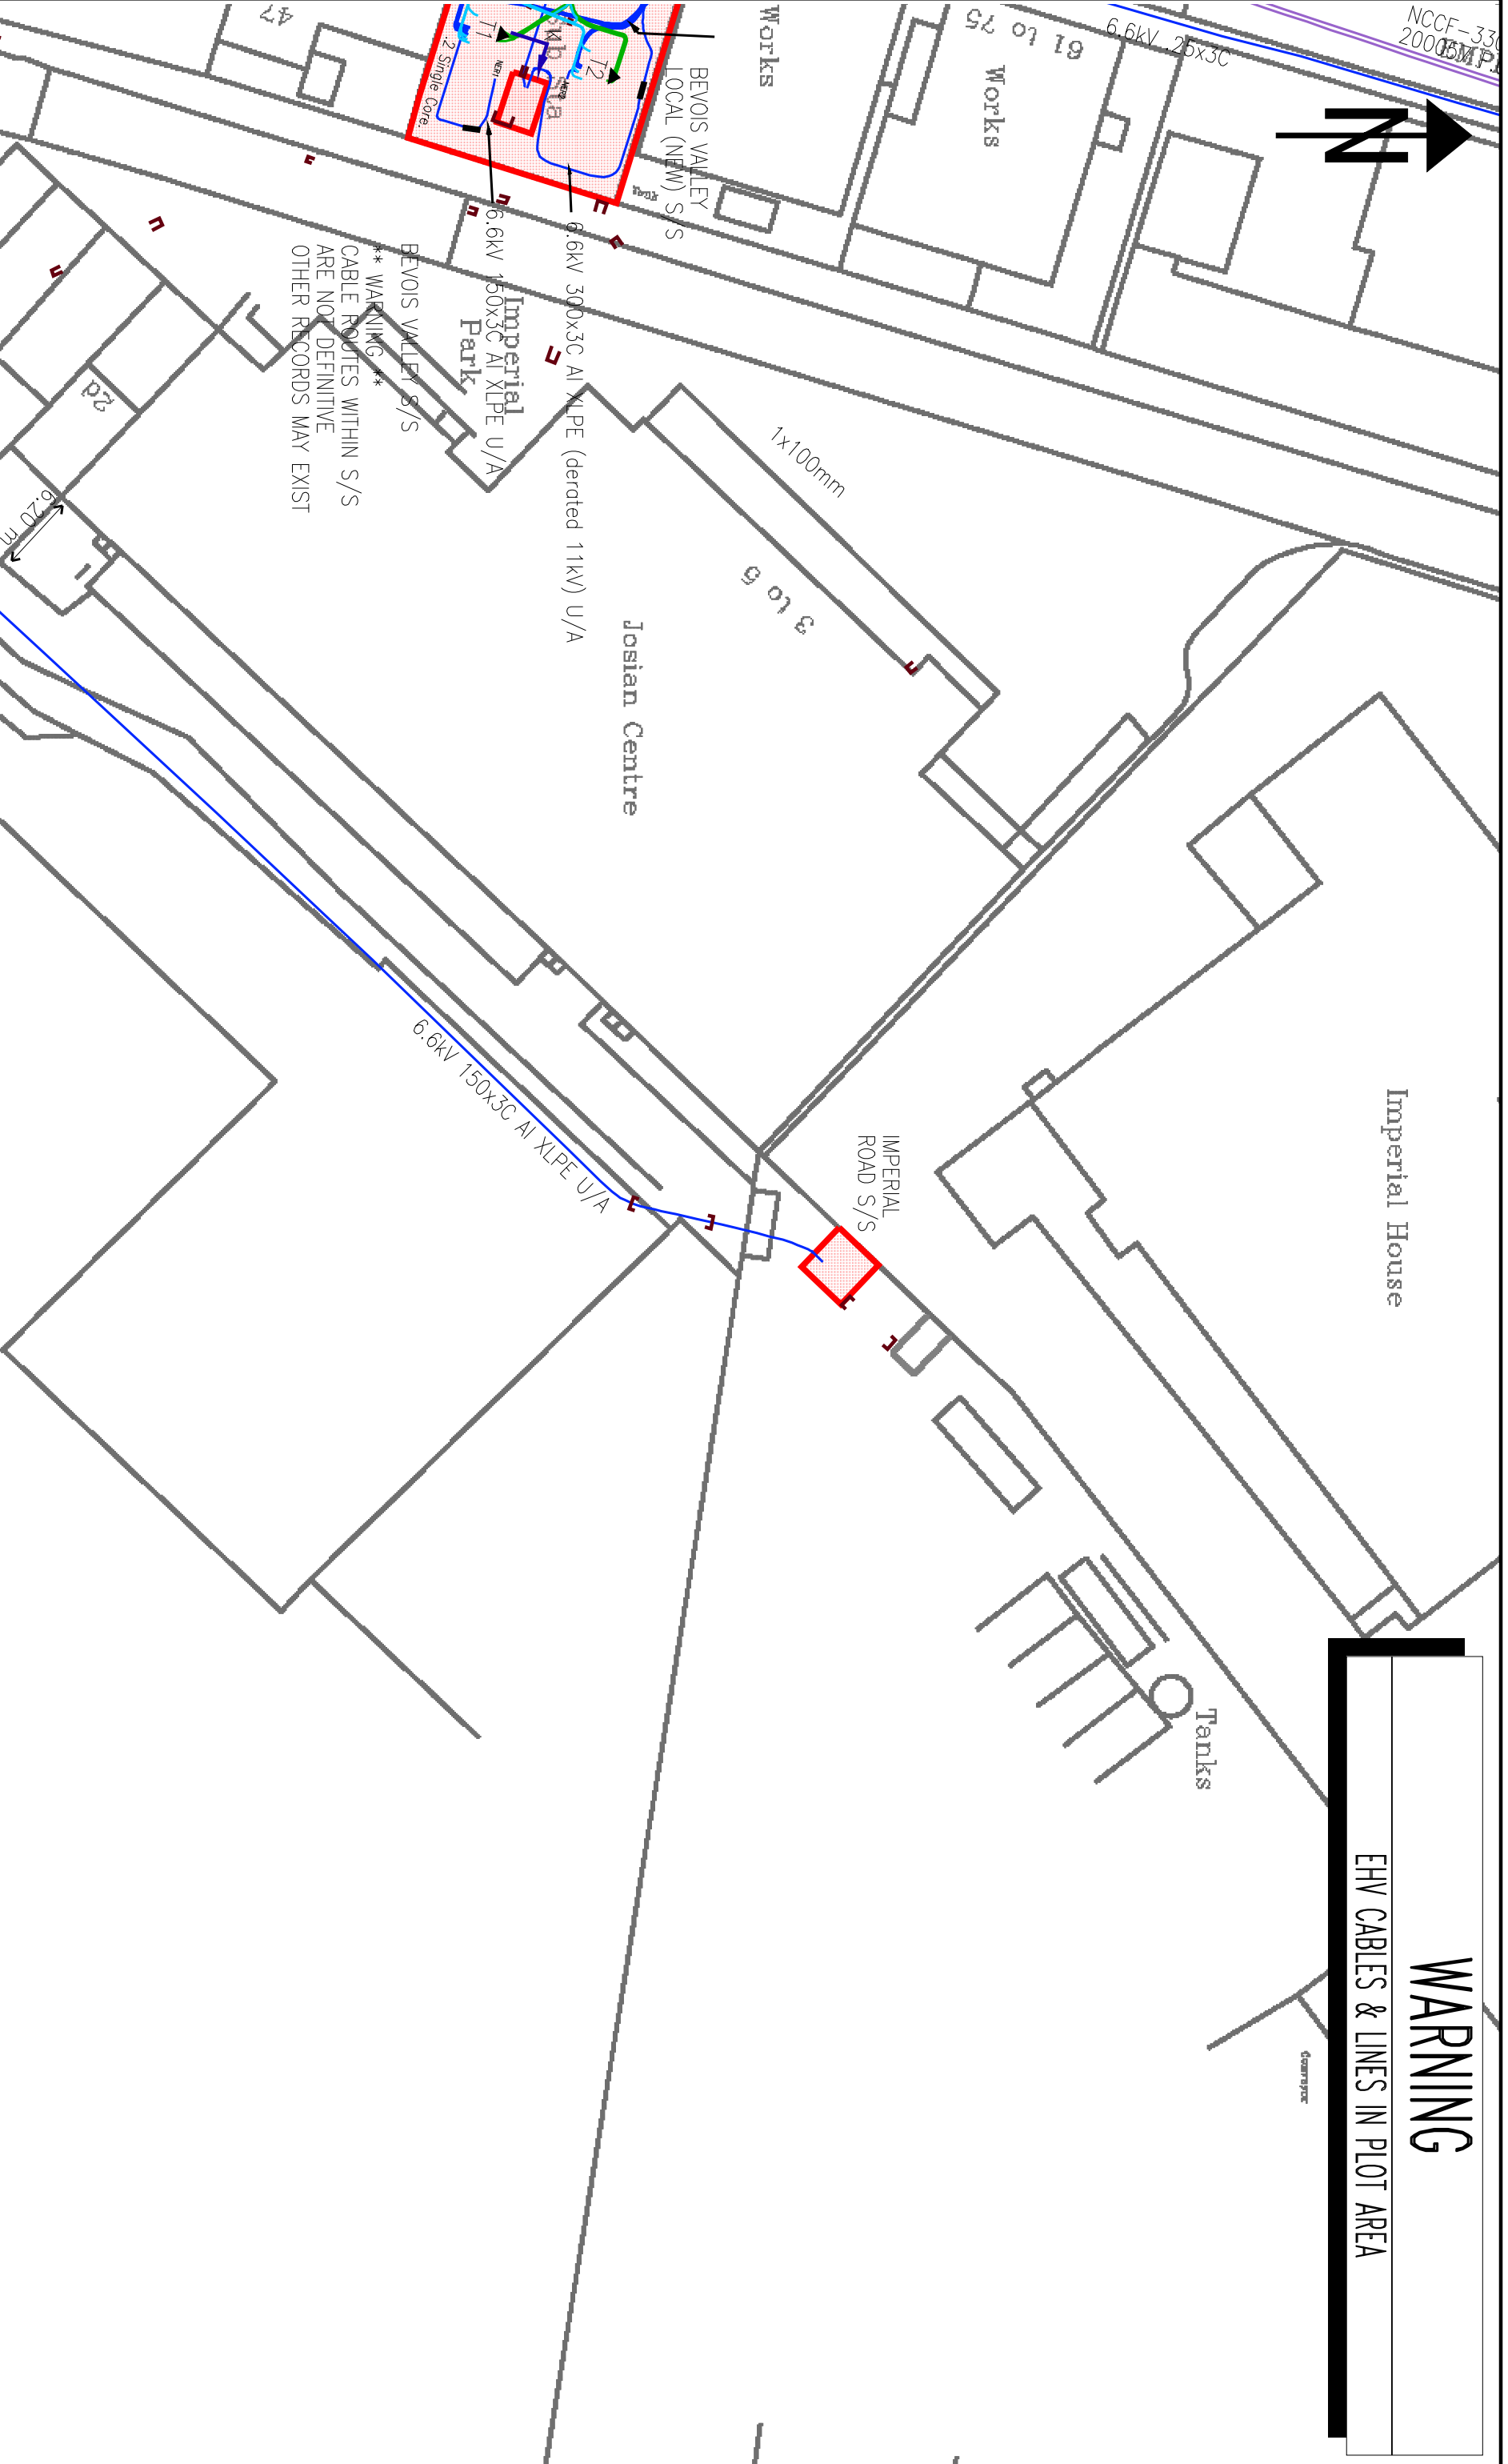 WARNING
EHV CABLES & LINES IN PLOT AREA
NCCF-330
6.6kV .25x3C
61 to 75
Works
Works
BEVOIS VALLEY
LOCAL (NEW) S/S
N
T1
T2
NER1
.2 Single Core.
47
6.6kV 300x3C Al XLPE (derated 11kV) U/A
6.6kV 150x3C Al XLPE U/A
Imperial
Park
BEVOIS VALLEY S/S
** WARNING **
CABLE ROUTES WITHIN S/S
ARE NOT DEFINITIVE
OTHER RECORDS MAY EXIST
2d
6.20 m
1x100mm
3 to 5
Josian Centre
6.6kV 150x3C Al XLPE U/A
IMPERIAL
ROAD S/S
Imperial House
Tanks
Conveyor